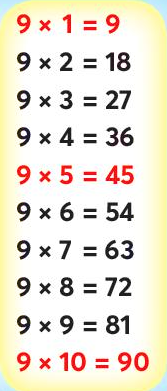 9 × 1 = 9
9 × 2 = 18
9 × 3 = 27
9 × 4 = 36
9 × 5 = 45
9 × 6 = 54
9 × 7 = 63
9 × 8 = 72
9 × 9 = 81
9 × 10 = 90